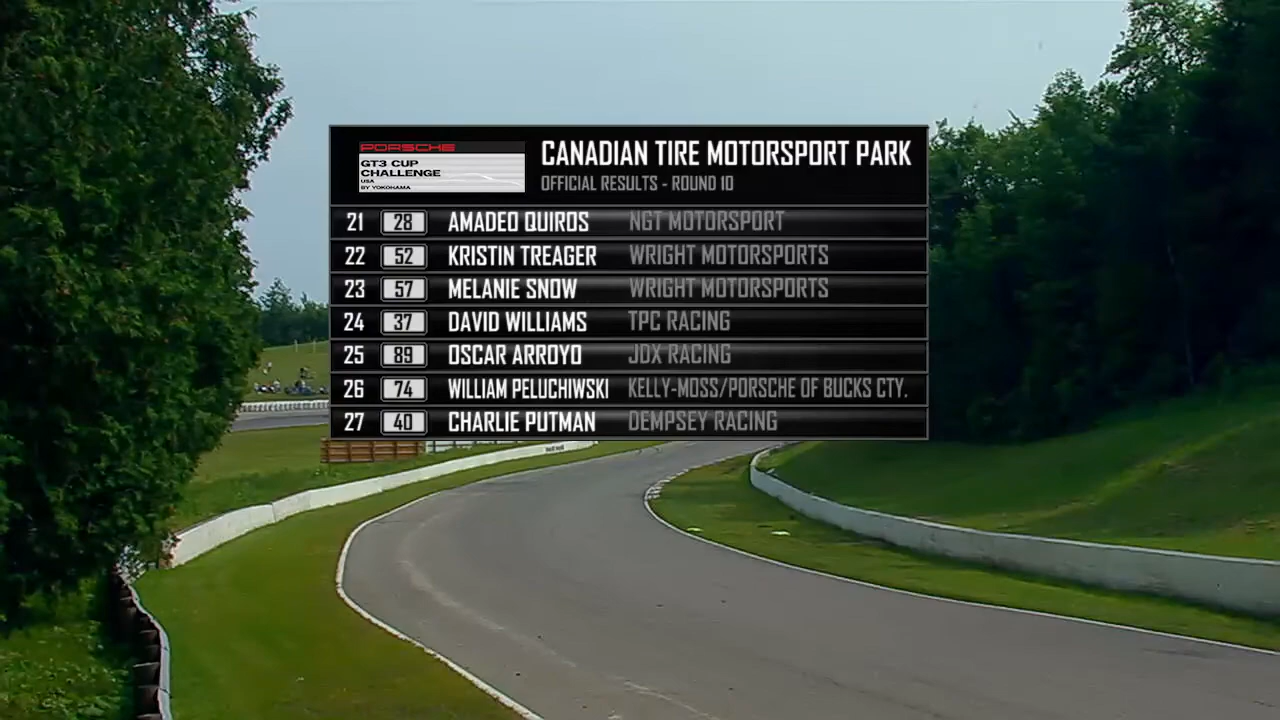 PORSCHE
GT3 CUP
CHALLENGE
USA
BY YOKOHAMA
CANADIAN TIRE MOTORSPORT PARK
OFFICIAL RESULTS - ROUND 10
21 28 AMADEO QUIROS NGT MOTORSPORT
22 52 KRISTIN TREAGER WRIGHT MOTORSPORTS
23 57 MELANIE SNOW WRIGHT MOTORSPORTS
24 37 DAVID WILLIAMS TPC RACING
25 89 OSCAR ARROYO JDX RACING
26 74 WILLIAM PELUCHIWSKI KELLY-MOSS/PORSCHE OF BUCKS CTY.
27 40 CHARLIE PUTMAN DEMPSEY RACING